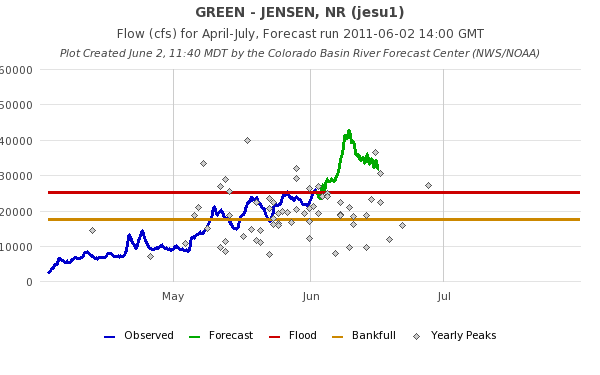 GREEN - JENSEN, NR (jesu1)
Flow (cfs) for April-July, Forecast run 2011-06-02 14:00 GMT
Plot Created June 2, 11:40 MDT by the Colorado Basin River Forecast Center (NWS/NOAA)
60000
50000
40000
30000
20000
10000
0
May Jun Jul
Observed Forecast Flood Bankfull Yearly Peaks